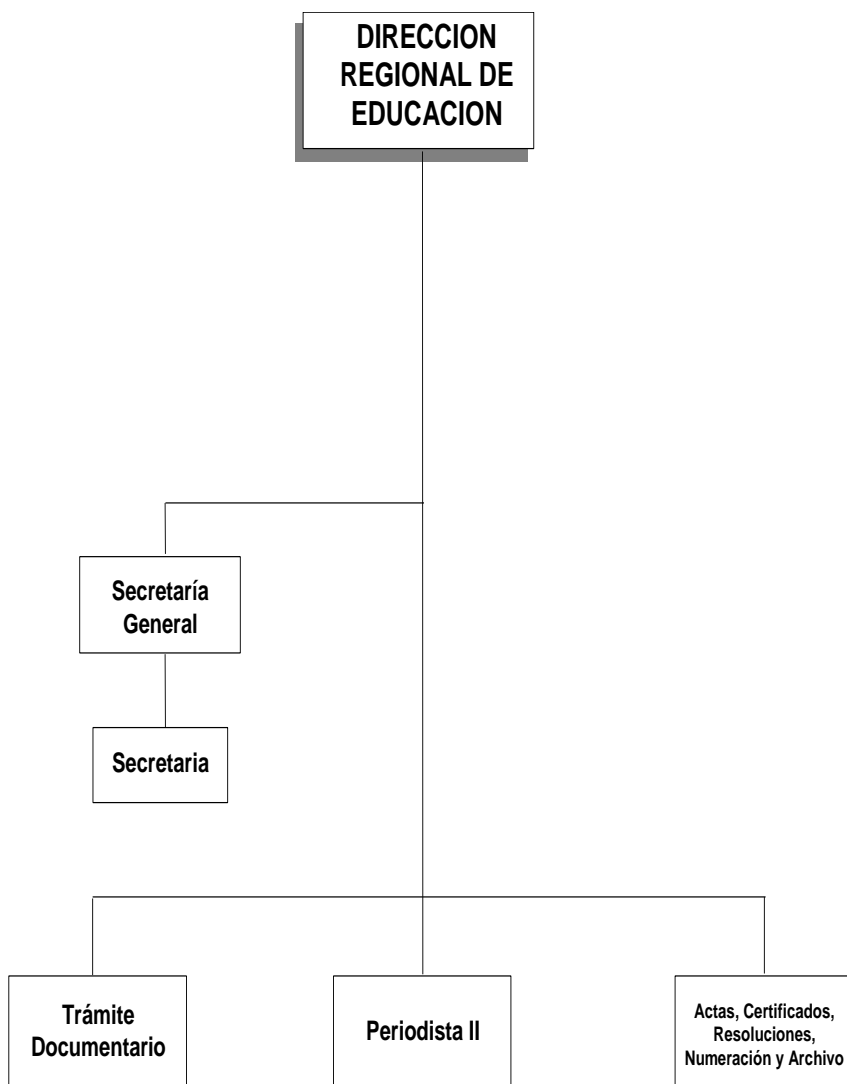 DIRECCION
REGIONAL DE
EDUCACION
Secretaría
General
Secretaria
Trámite
Documentario
Periodista II
Actas, Certificados,
Resoluciones,
Numeración y Archivo